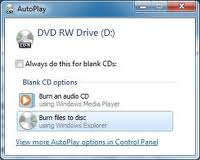 AutoPlay
DVD RW Drive (D:)
CD-R
Always do this for blank CDs:
Blank CD options
Burn an audio CD
using Windows Media Player
Burn files to disc
using Windows Explorer
View more AutoPlay options in Control Panel